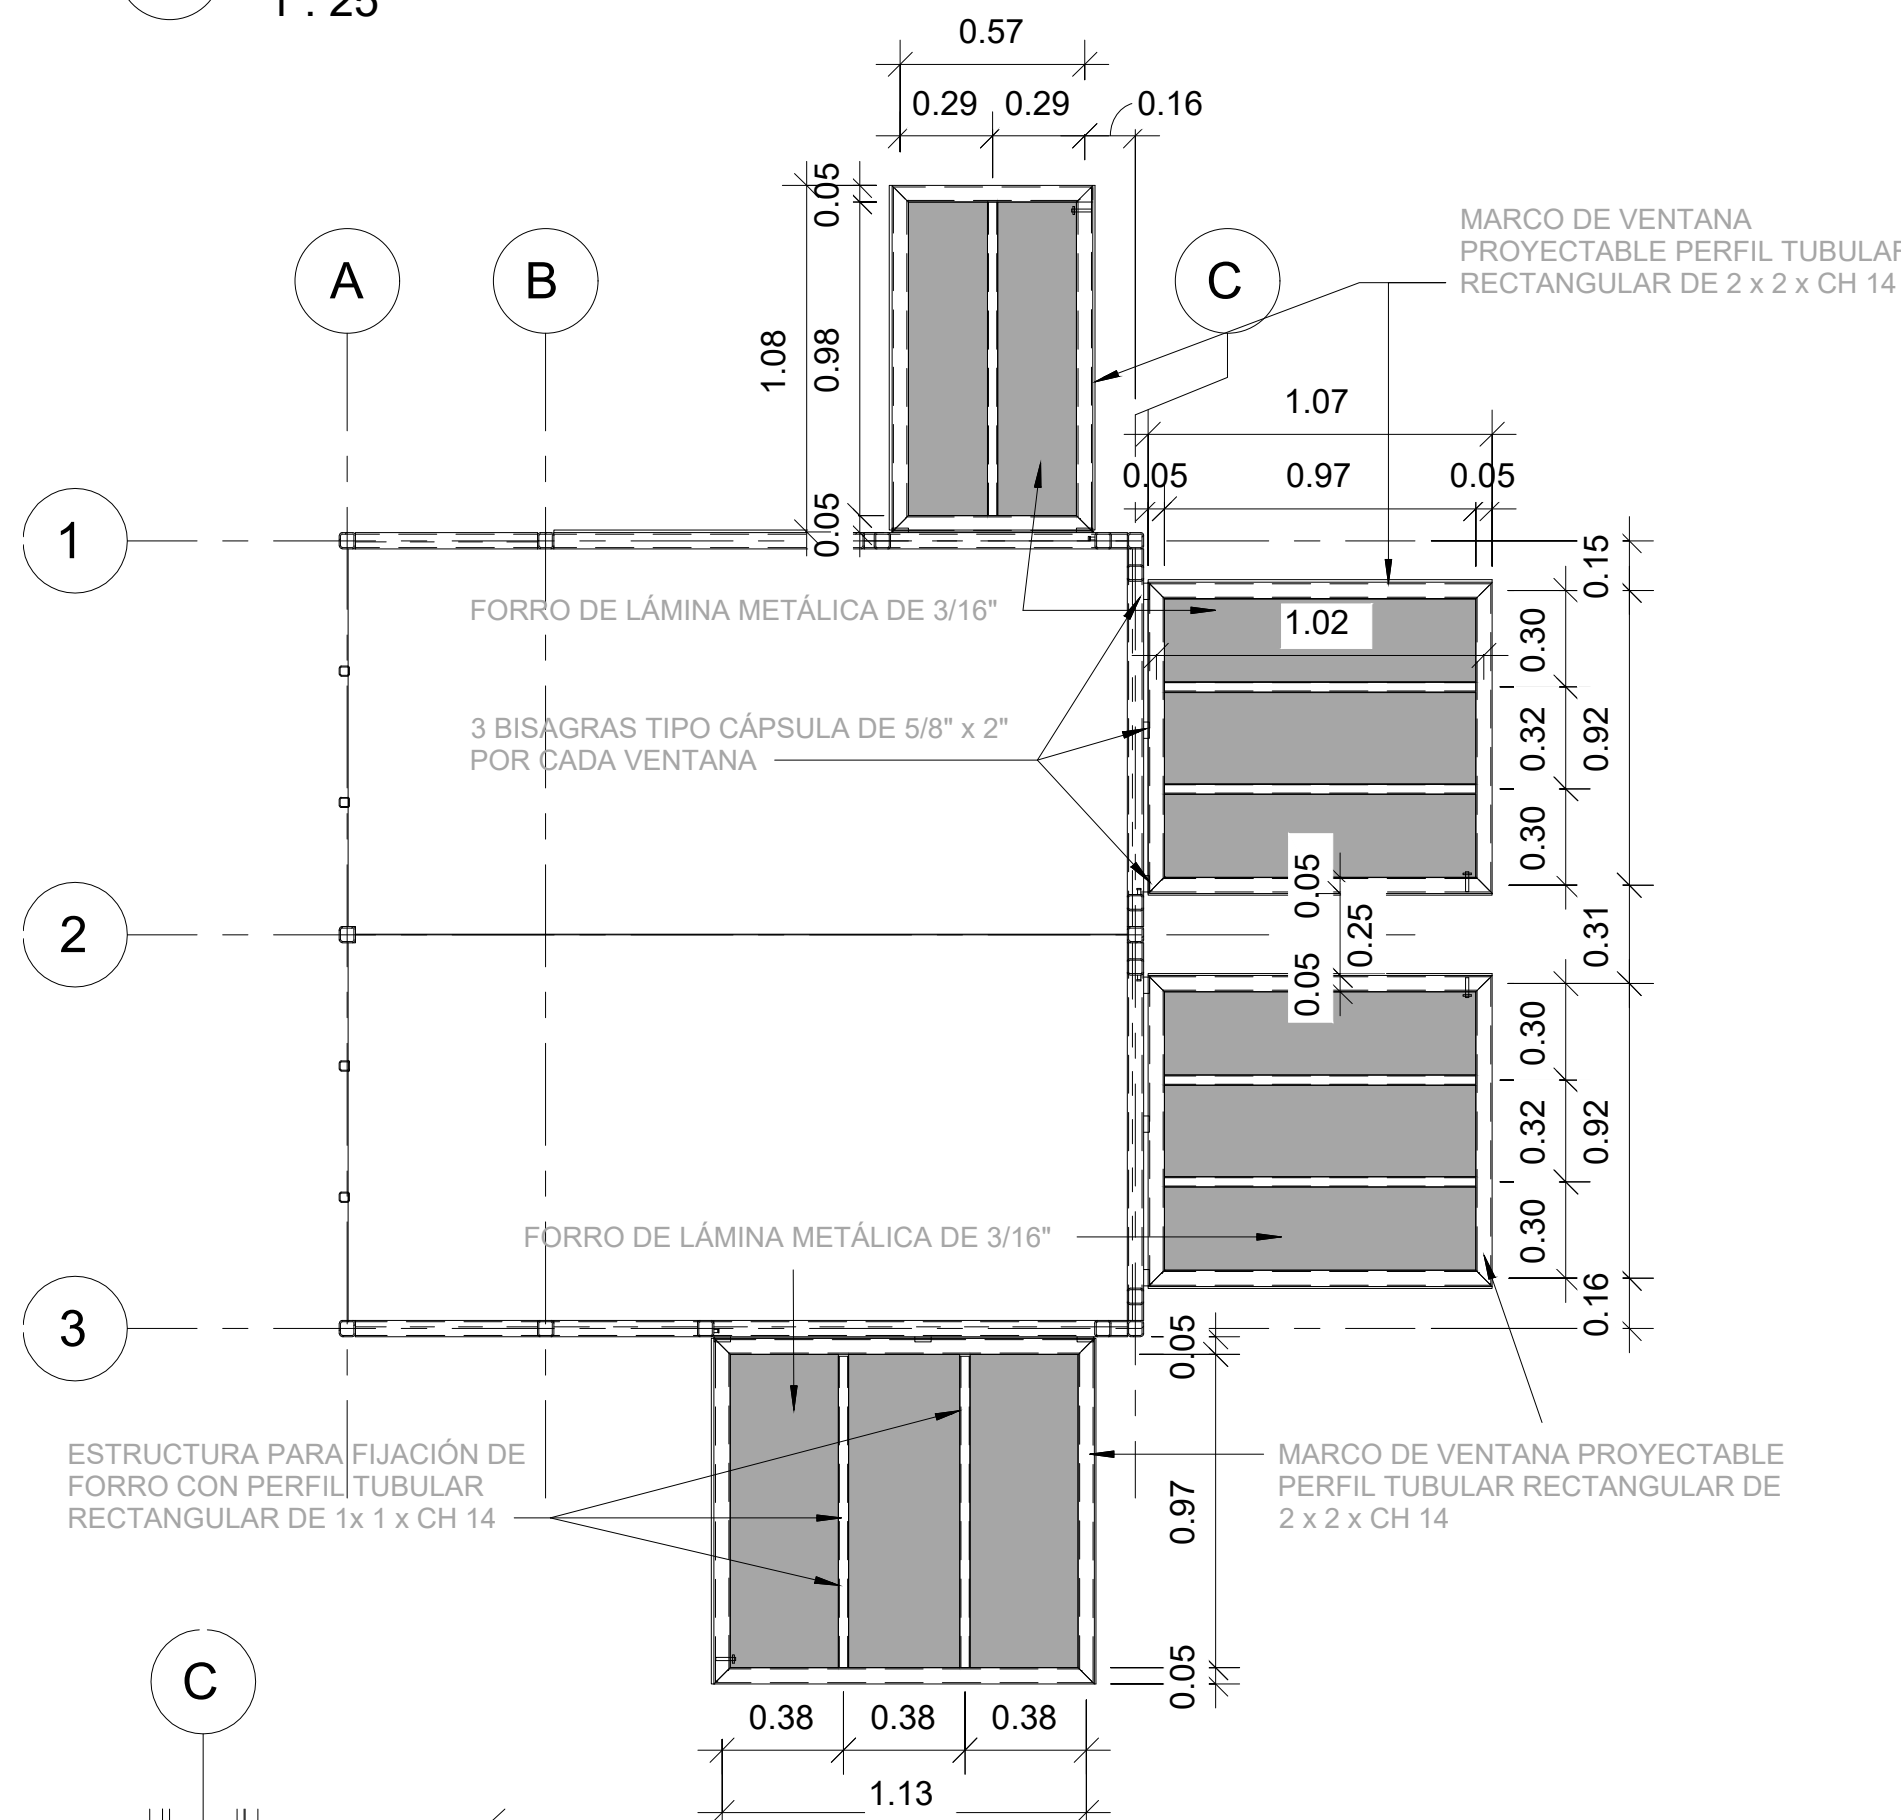 1 : 25
0.57
0.29
0.29
0.16
0.05
1.08
0.98
0.05
A
B
C
MARCO DE VENTANA
PROYECTABLE PERFIL TUBULAR
RECTANGULAR DE 2 x 2 x CH 14
1.07
0.05
0.97
0.05
1
0.15
FORRO DE LÁMINA METÁLICA DE 3/16"
1.02
0.30
0.32
0.92
0.30
3 BISAGRAS TIPO CÁPSULA DE 5/8" x 2"
POR CADA VENTANA
0.05
0.25
0.05
0.31
2
0.30
0.32
0.92
0.30
0.16
FORRO DE LÁMINA METÁLICA DE 3/16"
3
0.05
0.97
0.05
ESTRUCTURA PARA FIJACIÓN DE
FORRO CON PERFIL TUBULAR
RECTANGULAR DE 1x 1 x CH 14
MARCO DE VENTANA PROYECTABLE
PERFIL TUBULAR RECTANGULAR DE
2 x 2 x CH 14
C
0.38
0.38
0.38
1.13